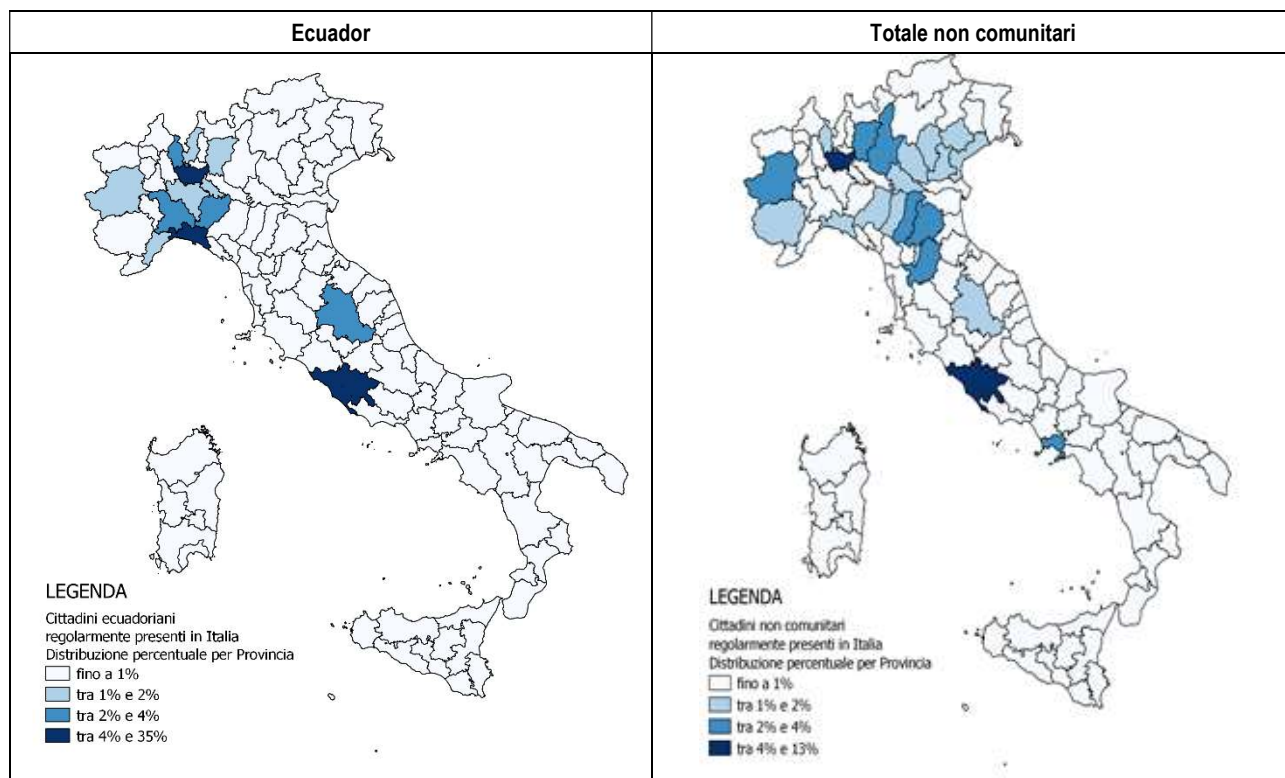 Ecuador
Totale non comunitari
LEGENDA
Cittadini ecuadoriani
regolarmente presenti in Italia
Distribuzione percentuale per Provincia
fino a 1%
tra 1% e 2%
tra 2% e 4%
tra 4% e 35%
LEGENDA
Cittadini non comunitari
regolarmente presenti in Italia
Distribuzione percentuale per Provincia
fino a 1%
tra 1% e 2%
tra 2% e 4%
tra 4% e 13%